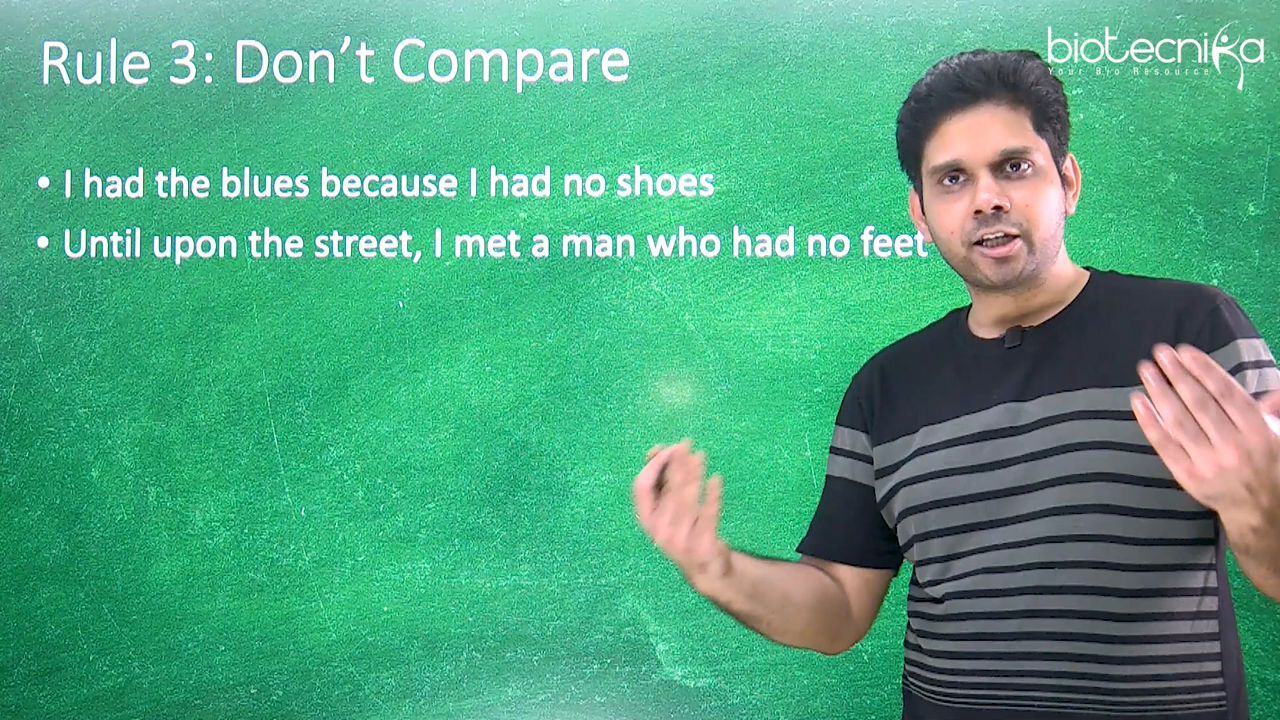 Rule 3: Don’t Compare
biotecnika
Your Bio Resource
• I had the blues because I had no shoes
• Until upon the street, I met a man who had no feet